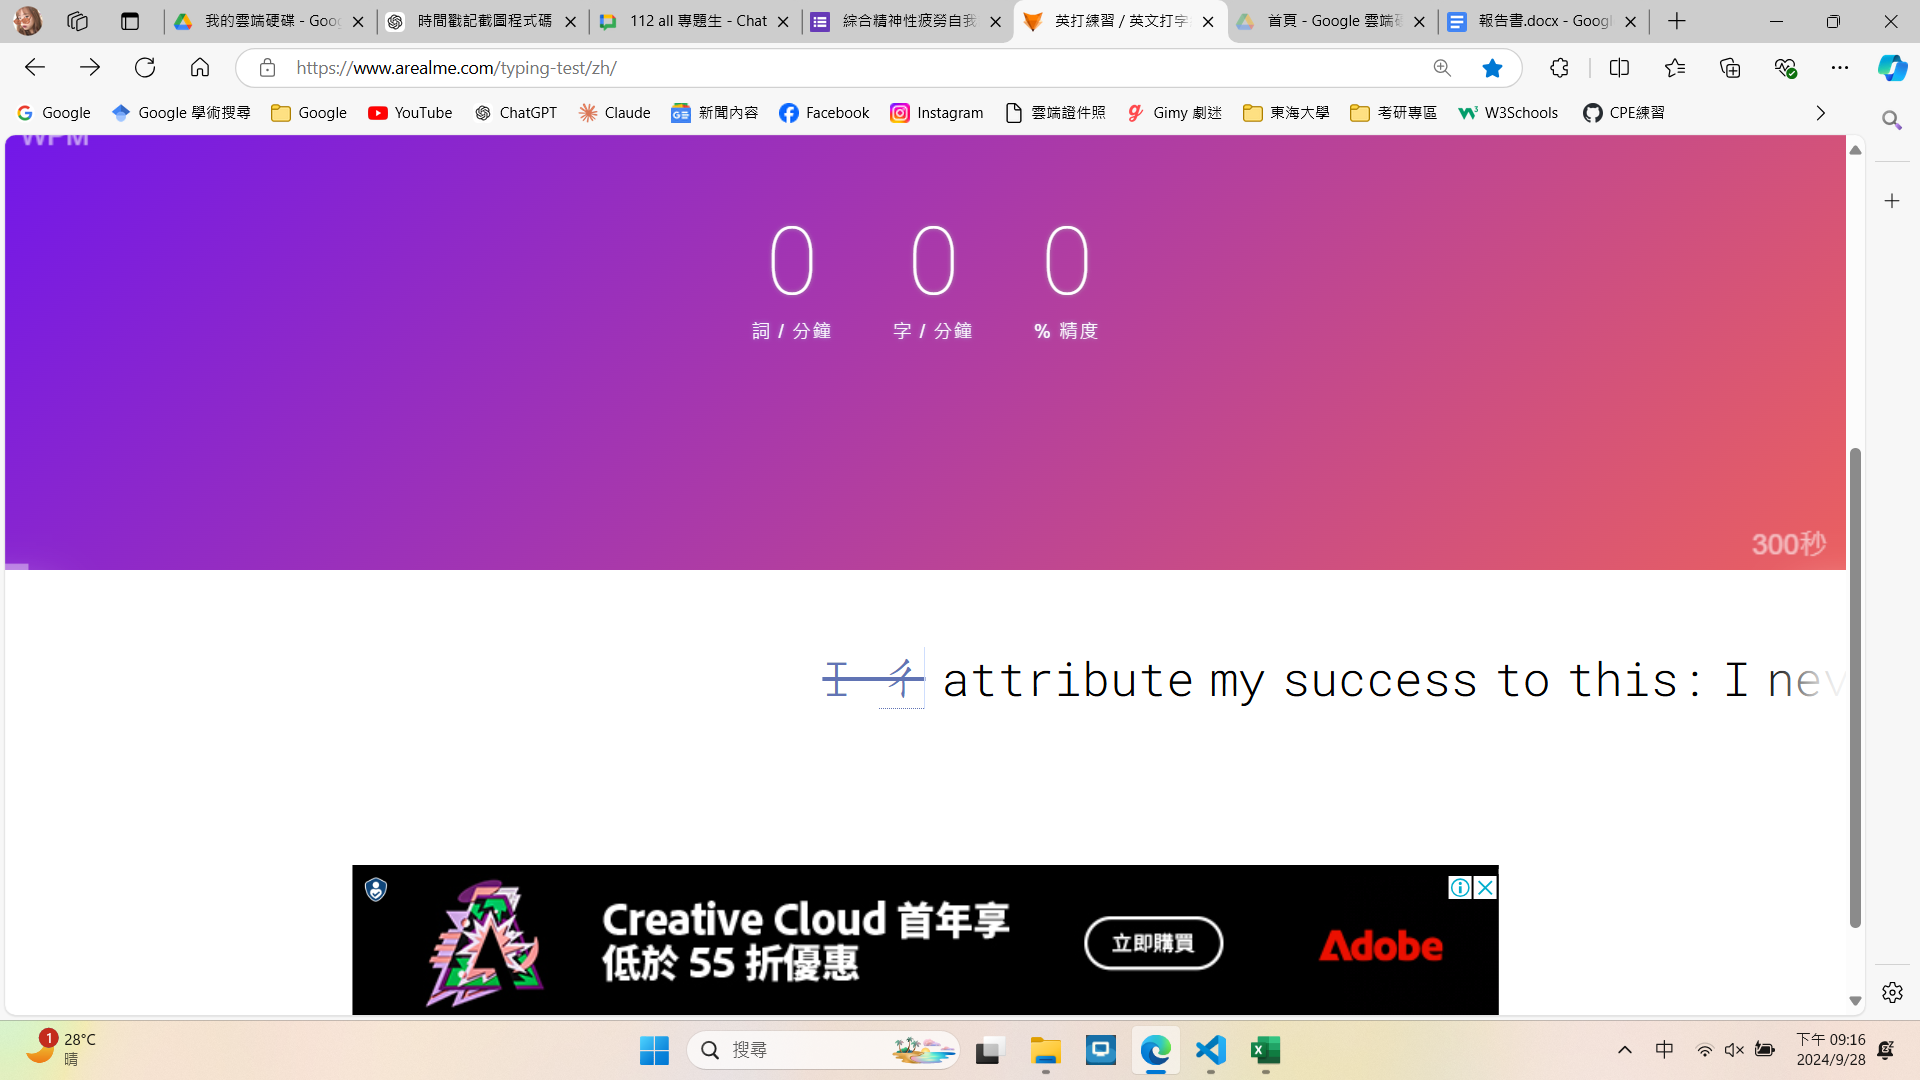 我的雲端硬碟 - Goog
時間戳記截圖程式碼
112 all 專題生 - Chat
綜合精神性疲勞自我
英打練習 / 英文打字
首頁 - Google 雲端硬
報告書.docx - Googl
https://www.arealme.com/typing-test/zh/
Google
Google 學術搜尋
Google
YouTube
ChatGPT
Claude
新聞內容
Facebook
Instagram
雲端證件照
Gimy 劇迷
東海大學
考研專區
W3Schools
CPE練習
WPM
0 0 0
詞 / 分鐘 字 / 分鐘 % 精度
300秒
I ㄔ attribute my success to this: I nev
Creative Cloud 首年享
低於 55 折優惠
立即購買
Adobe
1
28°C
晴
搜尋
中
下午 09:16
2024/9/28